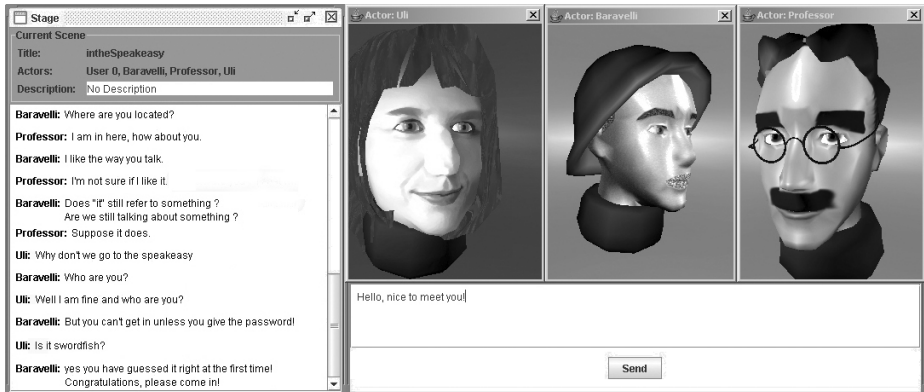 Stage
Current Scene
Title: intheSpeakeasy
Actors: User 0, Baravelli, Professor, Uli
Description: No Description
Baravelli: Where are you located?
Professor: I am in here, how about you.
Baravelli: I like the way you talk.
Professor: I'm not sure if I like it.
Baravelli: Does "it" still refer to something ?
Are we still talking about something ?
Professor: Suppose it does.
Uli: Why don't we go to the speakeasy
Baravelli: Who are you?
Uli: Well I am fine and who are you?
Baravelli: But you can't get in unless you give the password!
Uli: Is it swordfish?
Baravelli: yes you have guessed it right at the first time!
Congratulations, please come in!
Actor: Uli
Actor: Baravelli
Actor: Professor
Hello, nice to meet you!
Send